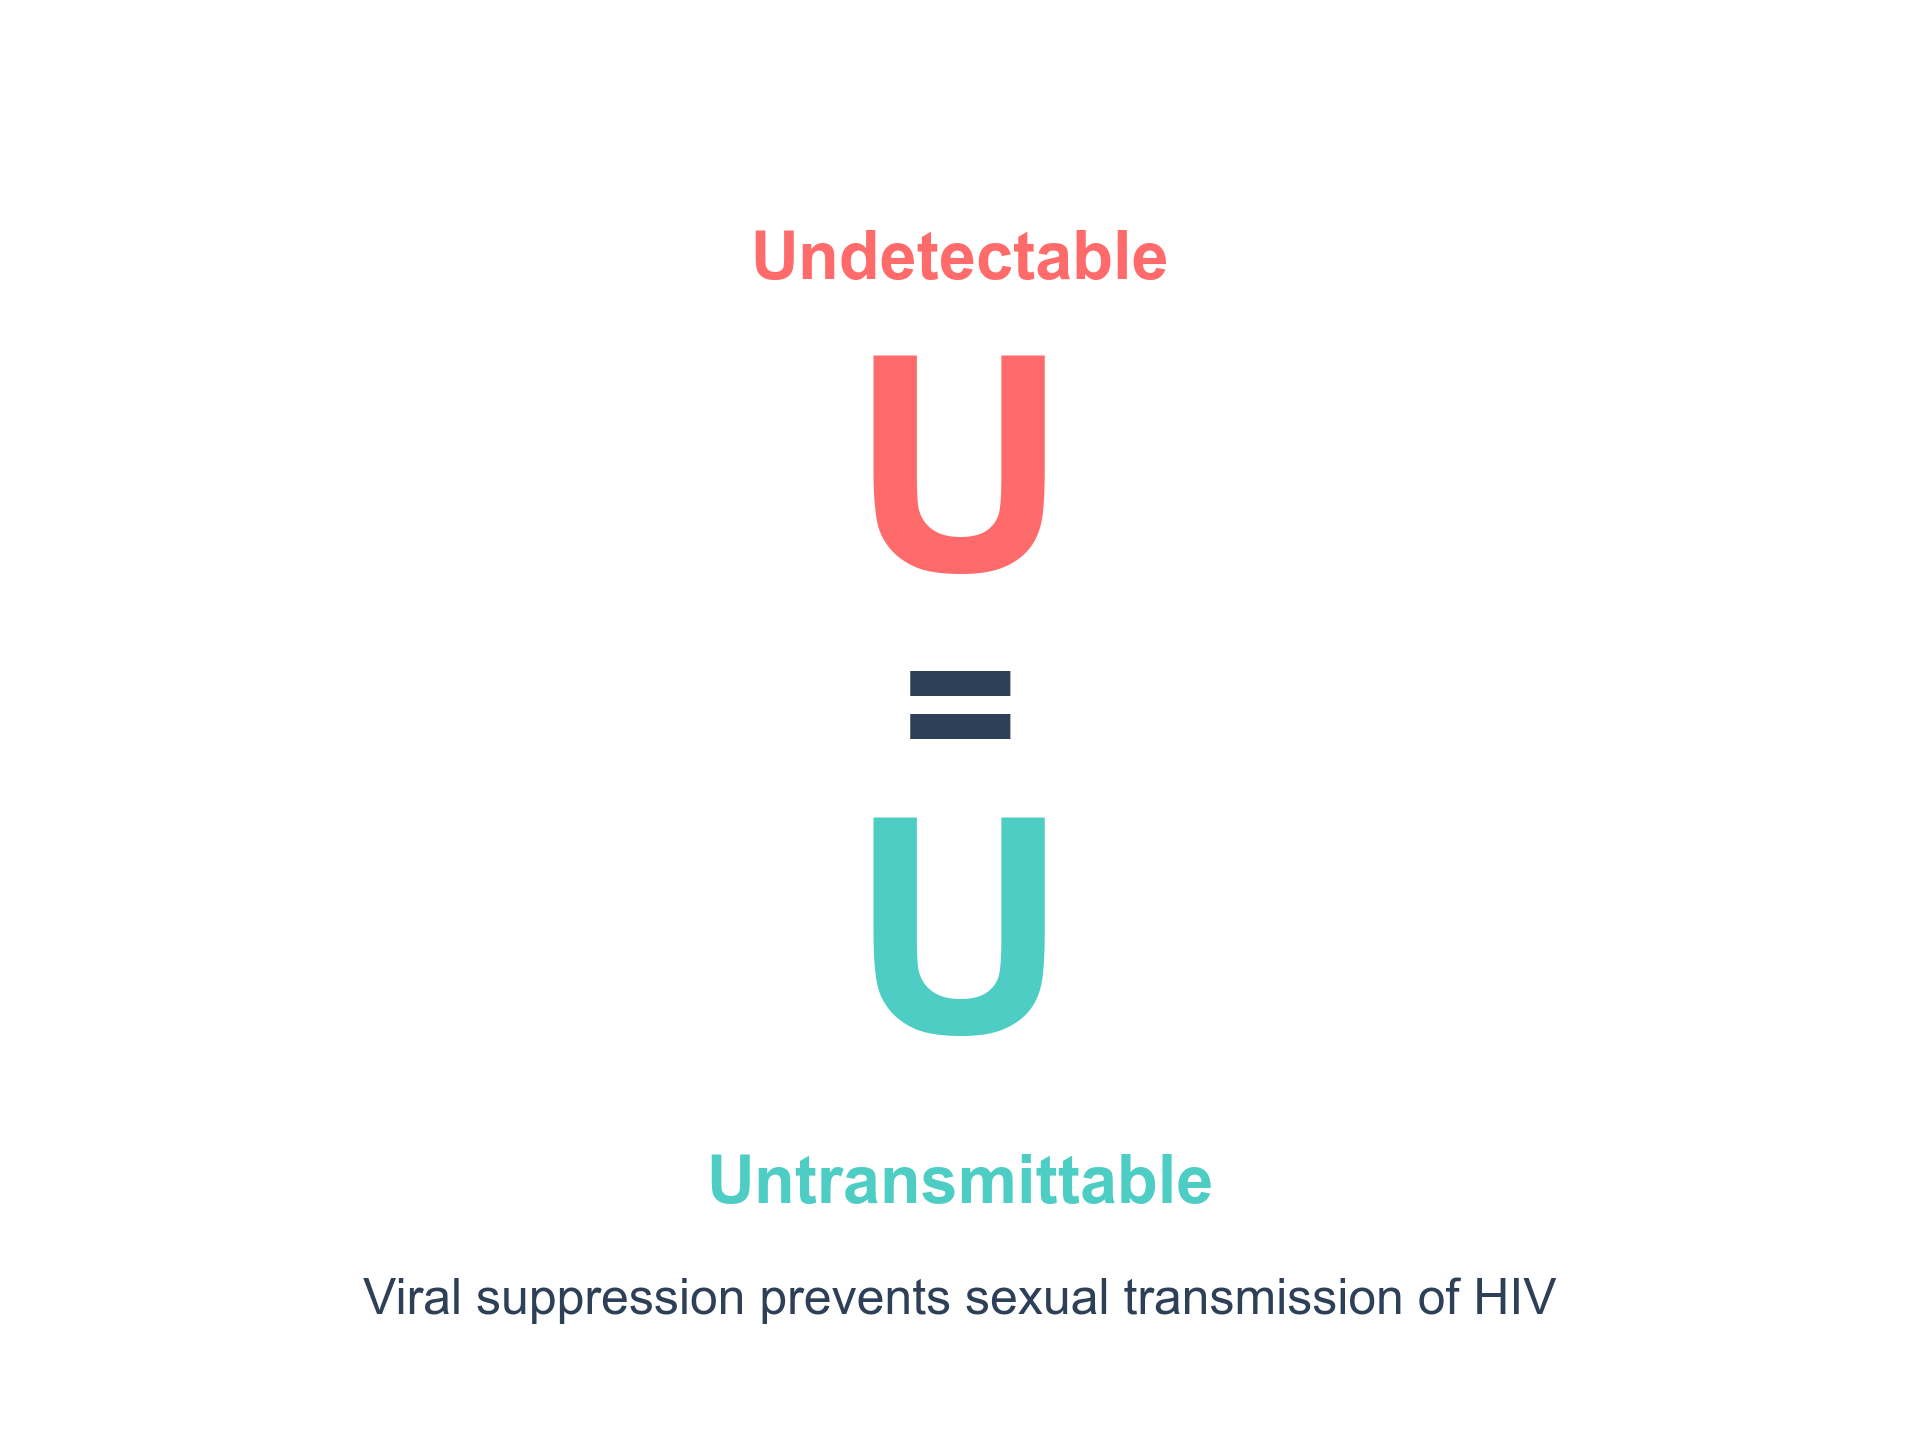 Undetectable
U
=
U
Untransmittable
Viral suppression prevents sexual transmission of HIV